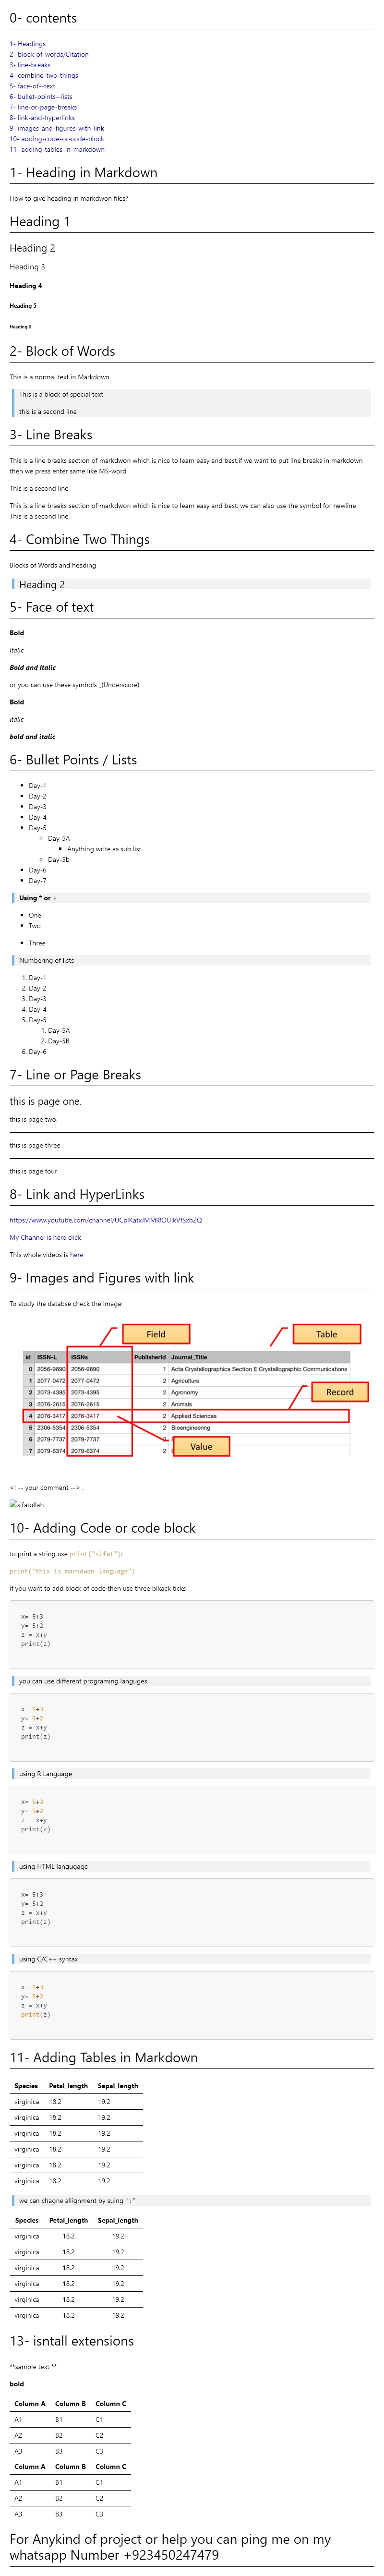 0- contents
1- Headings
2- block-of-words/Citation
3- line-breaks
4- combine-two-things
5- face-of--text
6- bullet-points--lists
7- line-or-page-breaks
8- link-and-hyperlinks
9- images-and-figures-with-link
10- adding-code-or-code-block
11- adding-tables-in-markdown
1- Heading in Markdown
How to give heading in markdwon files?
Heading 1
Heading 2
Heading 3
Heading 4
Heading 5
Heading 6
2- Block of Words
This is a normal text in Markdown
This is a block of special text
this is a second line
3- Line Breaks
This is a line braeks section of markdwon which is nice to learn easy and best.if we want to put line breaks in markdown
then we press enter same like MS-word
This is a second line
This is a line braeks section of markdwon which is nice to learn easy and best. we can also use the symbol for newline
This is a second line
4- Combine Two Things
Blocks of Words and heading
Heading 2
5- Face of text
Bold
Italic
Bold and Italic
or you can use these symbols _(Underscore)
Bold
italic
bold and italic
6- Bullet Points / Lists
Day-1
Day-2
Day-3
Day-4
Day-5
Day-5A
Anything write as sub list
Day-5b
Day-6
Day-7
Using * or +
One
Two
Three
Numbering of lists
1. Day-1
2. Day-2
3. Day-3
4. Day-4
5. Day-5
1. Day-5A
2. Day-5B
6. Day-6
7- Line or Page Breaks
this is page one.
this is page two.
this is page three
this is page four
8- Link and HyperLinks
My Channel is here click
This whole videos is here
9- Images and Figures with link
To study the databse check the image:
Field Table
id ISSN-L ISSNs PublisherId Journal_Title
0 2056-9890 2056-9890 1 Acta Crystallographica Section E Crystallographic Communications
1 2077-0472 2077-0472 2 Agriculture
2 2073-4395 2073-4395 2 Agronomy
3 2076-2615 2076-2615 2 Animals
Record
4 2076-3417 2076-3417 2 Applied Sciences
5 2306-5354 2306-5354 2 Bioengineering
6 2079-7737 2079-7737 2
7 2079-6374 2079-6374 2
Value
<! -- your comment --> .
sifatullah
10- Adding Code or code block
to print a string use print("sifat"):
print("this is markdwon language")
if you want to add block of code then use three blkack ticks
x= 5+3
y= 5+2
z = x+y
print(z)
you can use different programing languges
x= 5+3
y= 5+2
z = x+y
print(z)
using R Language
x= 5+3
y= 5+2
z = x+y
print(z)
using HTML langugage
x= 5+3
y= 5+2
z = x+y
print(z)
using C/C++ syntax
x= 5+3
y= 5+2
z = x+y
print(z)
11- Adding Tables in Markdown
Species Petal_length Sepal_length
virginica 18.2 19.2
virginica 18.2 19.2
virginica 18.2 19.2
virginica 18.2 19.2
virginica 18.2 19.2
virginica 18.2 19.2
we can chagne allignment by suing " : "
Species Petal_length Sepal_length
virginica 18.2 19.2
virginica 18.2 19.2
virginica 18.2 19.2
virginica 18.2 19.2
virginica 18.2 19.2
virginica 18.2 19.2
13- isntall extensions
**sample text **
bold
Column A Column B Column C
A1 B1 C1
A2 B2 C2
A3 B3 C3
Column A Column B Column C
A1 B1 C1
A2 B2 C2
A3 B3 C3
For Anykind of project or help you can ping me on my
whatsapp Number +923450247479